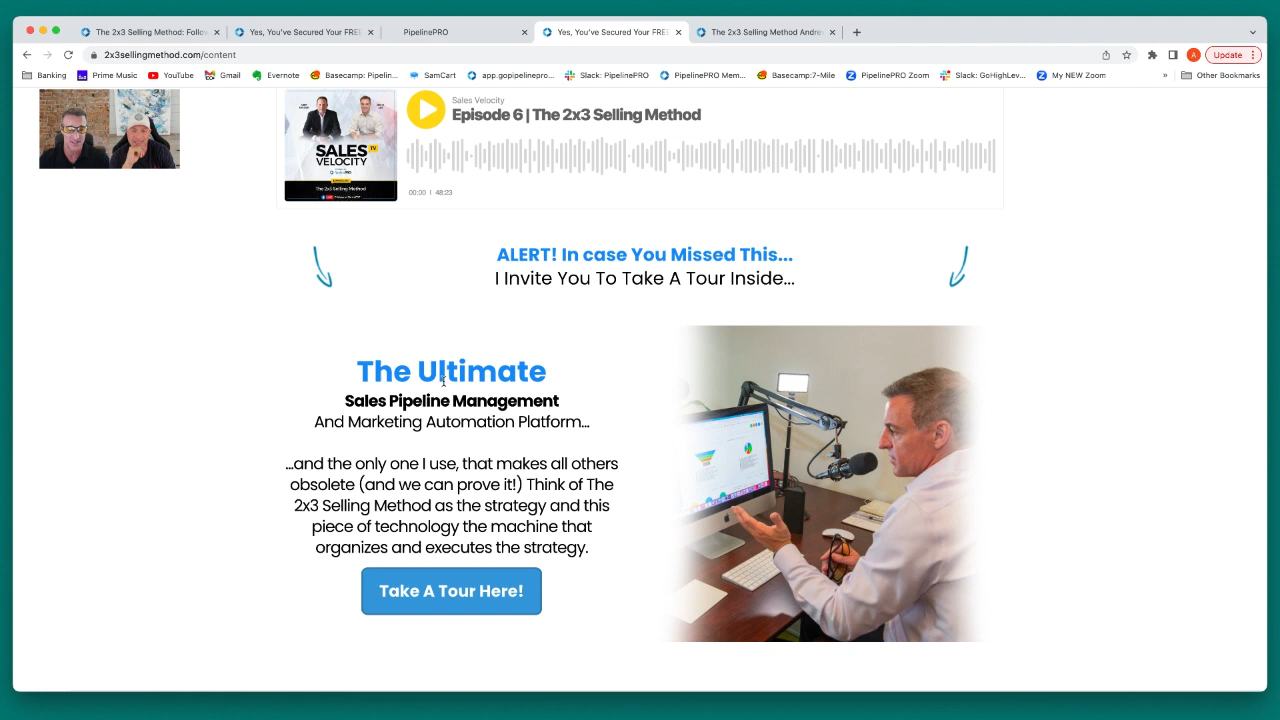 The 2x3 Selling Method: Follow
Yes, You've Secured Your FREE
PipelinePRO
Yes, You've Secured Your FREE
The 2x3 Selling Method Andre
2x3sellingmethod.com/content
A
Update
Banking
Prime Music
YouTube
Gmail
Evernote
Basecamp: Pipelin...
SamCart
app.gopipelinepro...
Slack: PipelinePRO
PipelinePRO Mem...
Basecamp:7-Mile
PipelinePRO Zoom
Slack: GoHighLev...
My NEW Zoom
»
Other Bookmarks
SALES
TV
VELOCITY
The 2x3 Selling Method
Sales Velocity
Episode 6 | The 2x3 Selling Method
00:00 | 48:23
ALERT! In case You Missed This...
I Invite You To Take A Tour Inside...
The Ultimate
Sales Pipeline Management
And Marketing Automation Platform...
...and the only one I use, that makes all others
obsolete (and we can prove it!) Think of The
2x3 Selling Method as the strategy and this
piece of technology the machine that
organizes and executes the strategy.
Take A Tour Here!